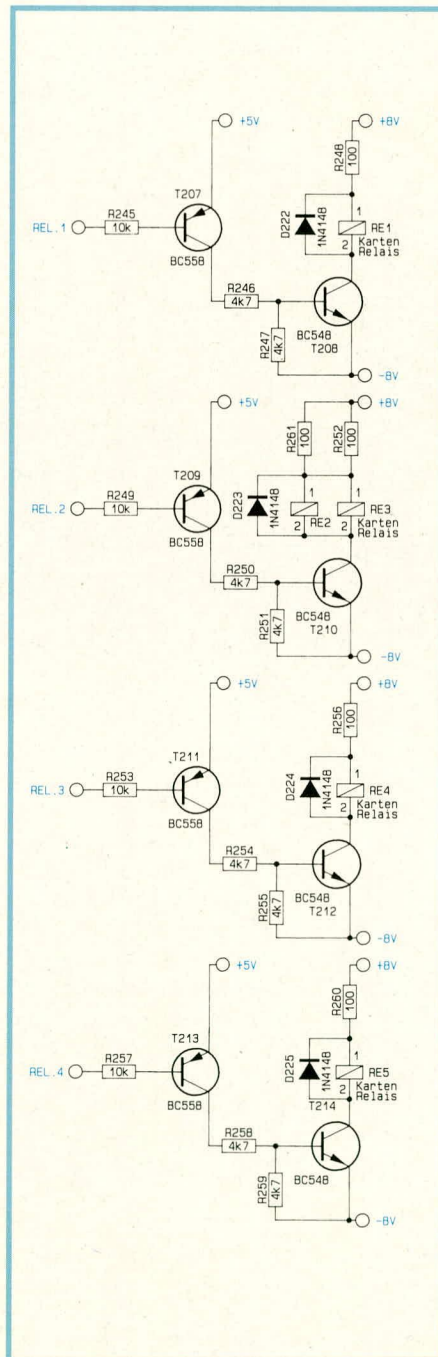 +5V
+8V
R248
100
T207
REL.1
R245
10k
D222
1N4148
1
2
RE1
Karten
Relais
BC558
R246
4k7
R247
4k7
BC548
T208
-8V
+5V
+8V
R261
100
R252
100
T209
REL.2
R249
10k
D223
1N4148
1
2
RE2
1
2
RE3
Karten
Relais
BC558
R250
4k7
R251
4k7
BC548
T210
-8V
+5V
+8V
R256
100
T211
REL.3
R253
10k
D224
1N4148
1
2
RE4
Karten
Relais
BC558
R254
4k7
R255
4k7
BC548
T212
-8V
+5V
+8V
R260
100
T213
REL.4
R257
10k
D225
1N4148
1
2
RE5
Karten
Relais
T214
BC558
R258
4k7
R259
4k7
BC548
-8V